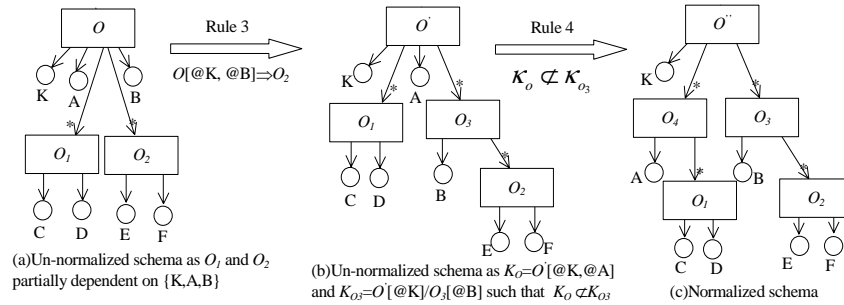 O
K
A
B
*
*
O1
O2
C
D
E
F
(a)Un-normalized schema as O1 and O2
partially dependent on {K,A,B}
Rule 3
O[@K, @B]⇒O2
O˙
K
A
*
*
O1
O3
C
D
B
*
O2
E
F
(b)Un-normalized schema as KO=O˙[@K,@A]
and KO3=O˙[@K]/O3[@B] such that KO⊄KO3
Rule 4
𝒦o ⊄ 𝒦o3
O¨
K
*
*
O4
O3
A
*
B
*
O1
O2
C
D
E
F
(c)Normalized schema